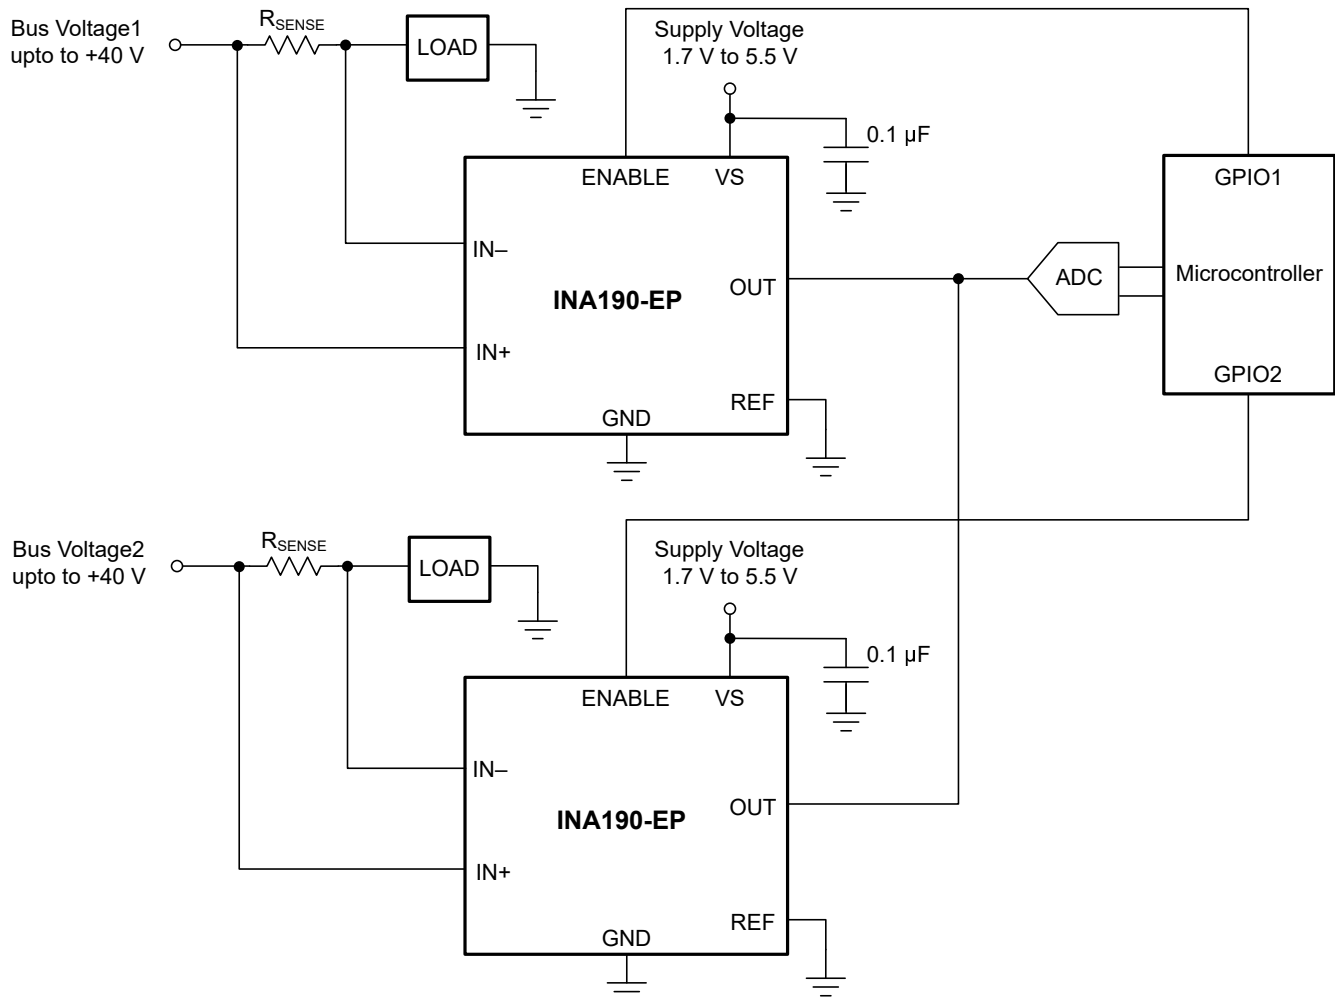 Bus Voltage1
upto to +40 V
RSENSE
LOAD
Supply Voltage
1.7 V to 5.5 V
0.1 µF
ENABLE
VS
IN–
INA190-EP
OUT
IN+
REF
GND
ADC
GPIO1
Microcontroller
GPIO2
Bus Voltage2
upto to +40 V
RSENSE
LOAD
Supply Voltage
1.7 V to 5.5 V
0.1 µF
ENABLE
VS
IN–
INA190-EP
OUT
IN+
REF
GND